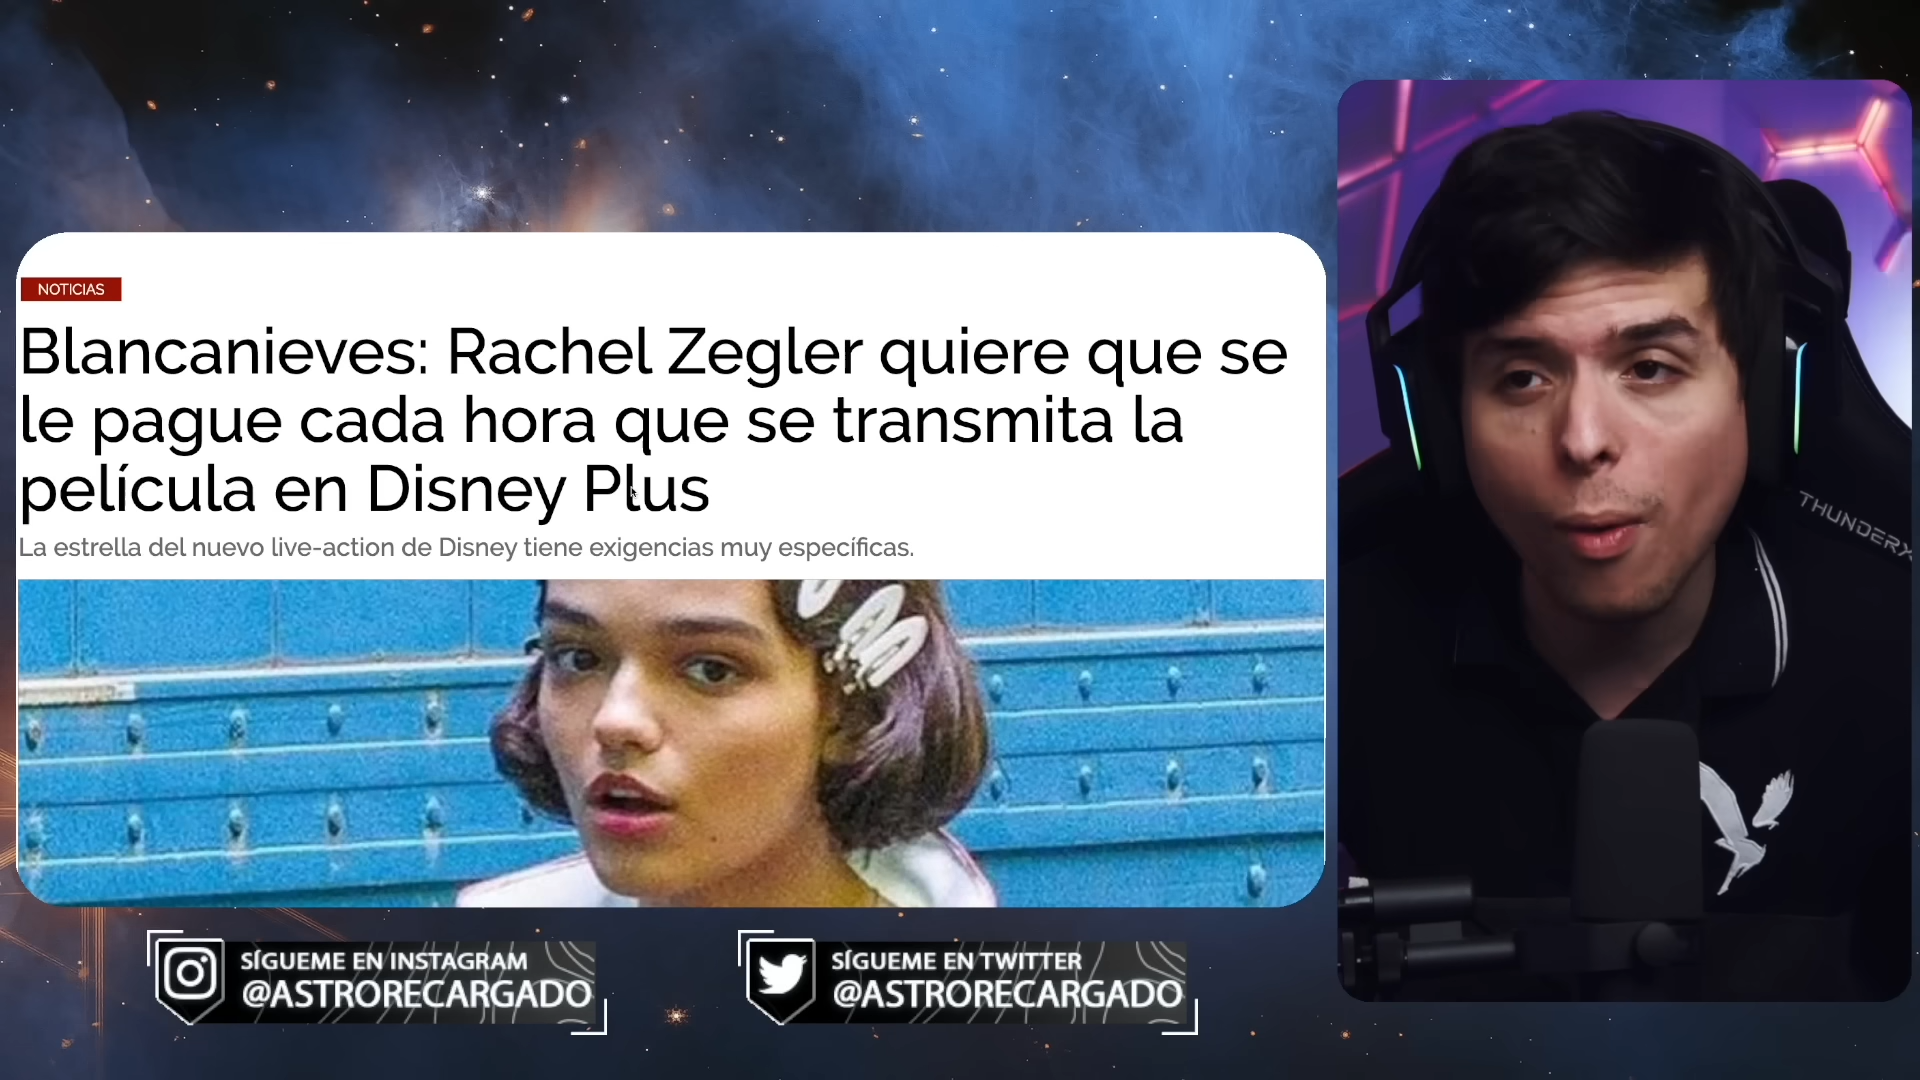 NOTICIAS
Blancanieves: Rachel Zegler quiere que se
le pague cada hora que se transmita la
película en Disney Plus
La estrella del nuevo live-action de Disney tiene exigencias muy específicas.
THUNDERX
SÍGUEME EN INSTAGRAM
@ASTRORECARGADO
SÍGUEME EN TWITTER
@ASTRORECARGADO